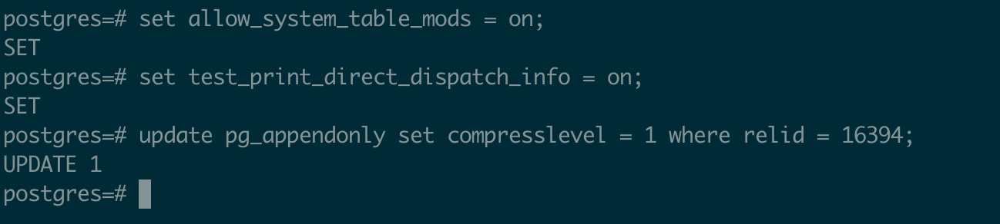 postgres=# set allow_system_table_mods = on;
SET
postgres=# set test_print_direct_dispatch_info = on;
SET
postgres=# update pg_appendonly set compresslevel = 1 where relid = 16394;
UPDATE 1
postgres=#